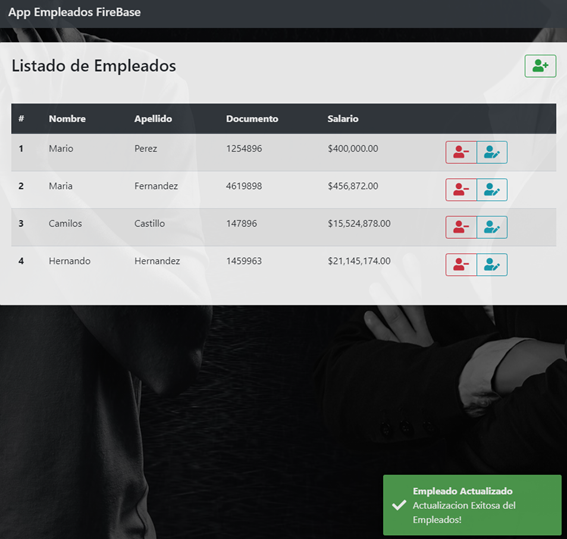 App Empleados FireBase
Listado de Empleados
# Nombre Apellido Documento Salario
1 Mario Perez 1254896 $400,000.00
2 Maria Fernandez 4619898 $456,872.00
3 Camilos Castillo 147896 $15,524,878.00
4 Hernando Hernandez 1459963 $21,145,174.00
Empleado Actualizado
Actualizacion Exitosa del
Empleados!